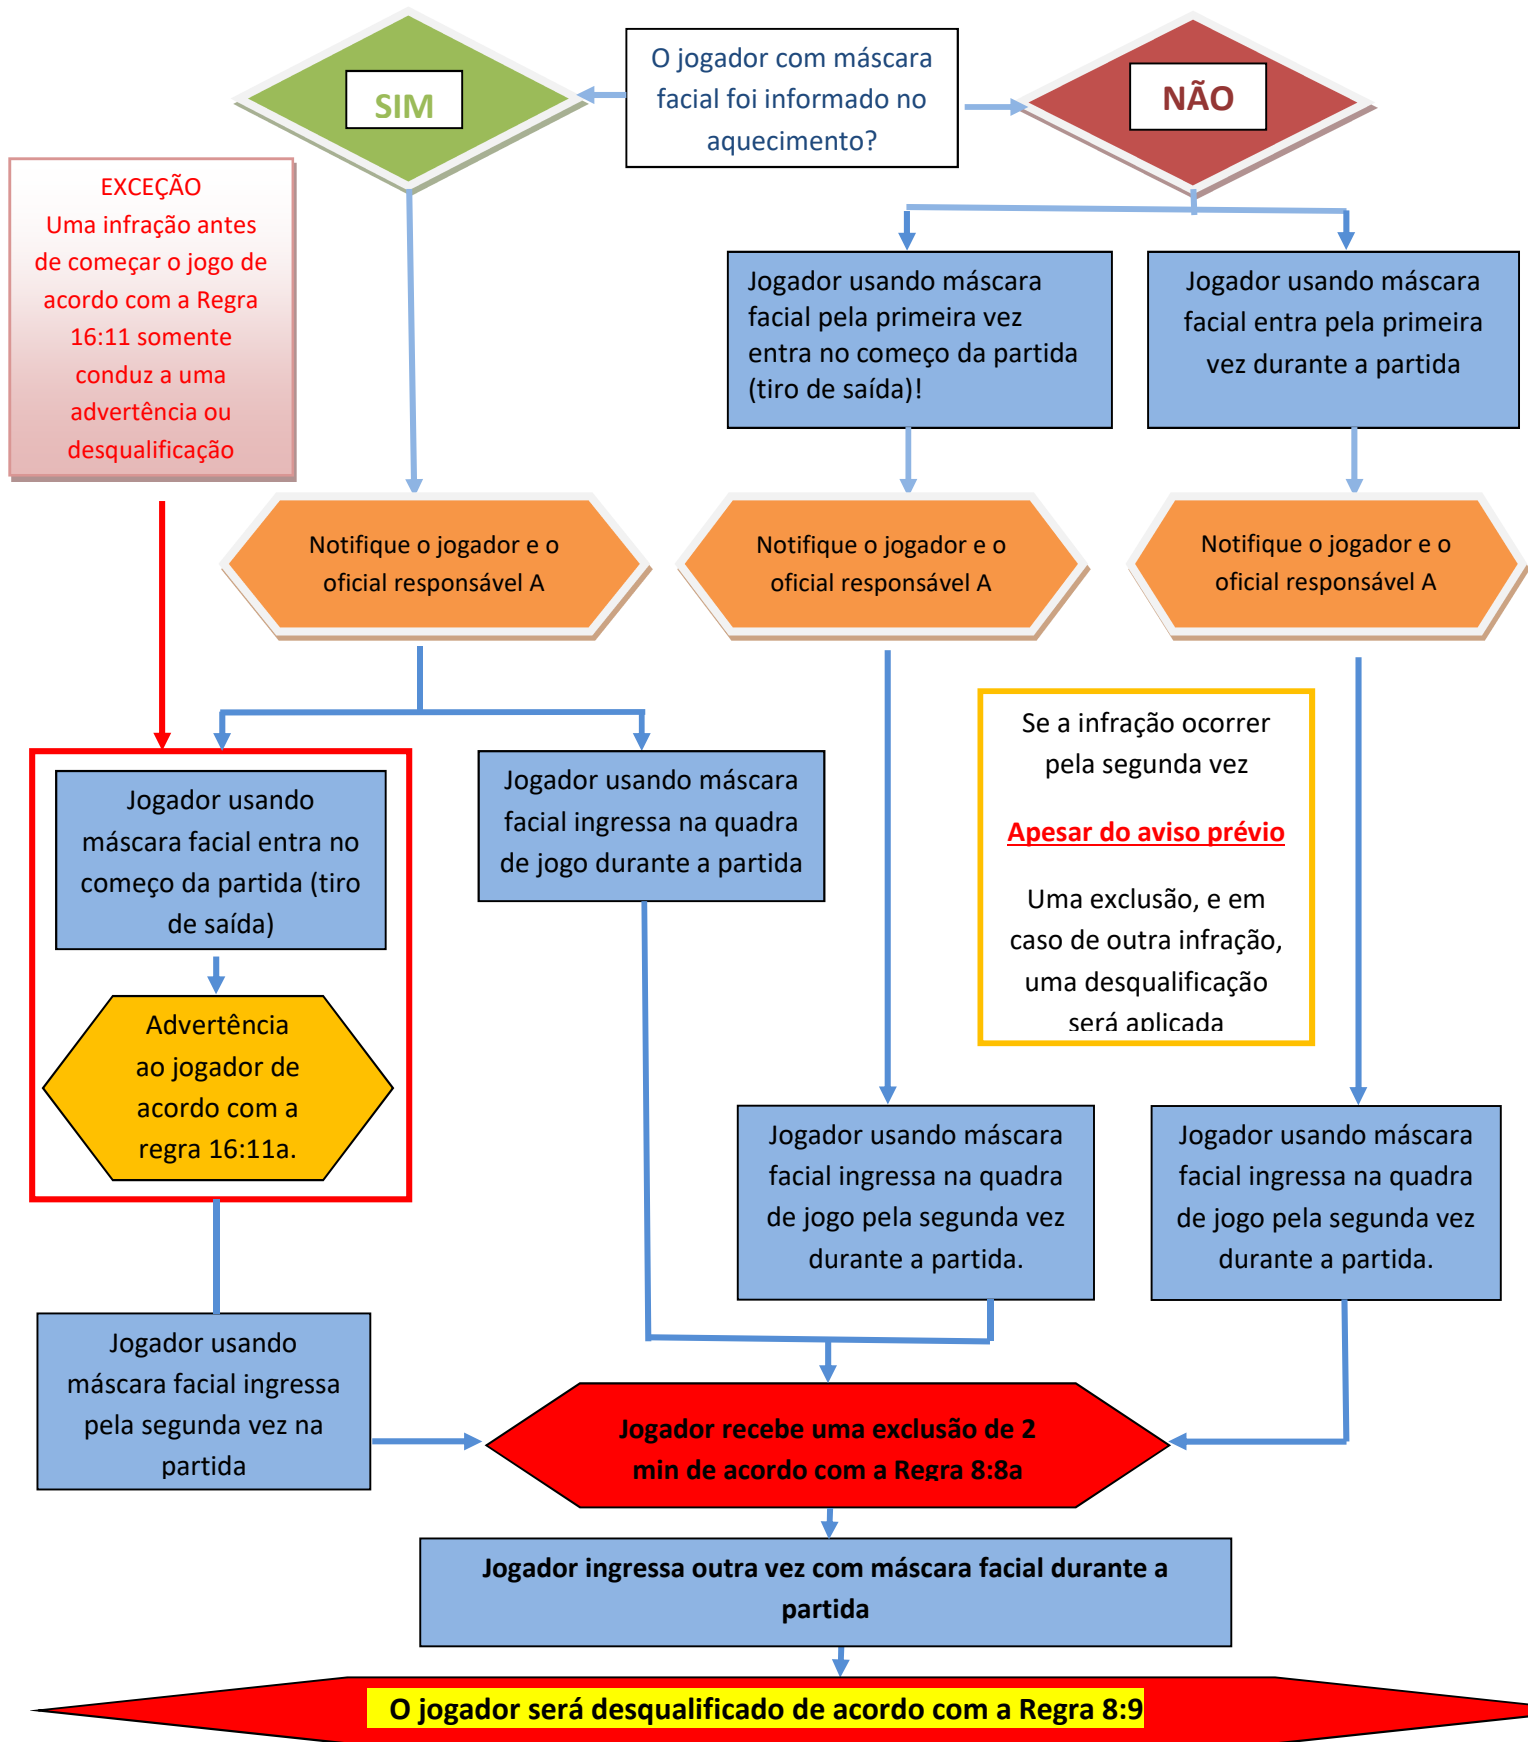 O jogador com máscara
facial foi informado no
aquecimento?
SIM
NÃO
EXCEÇÃO
Uma infração antes
de começar o jogo de
acordo com a Regra
16:11 somente
conduz a uma
advertência ou
desqualificação
Jogador usando máscara
facial pela primeira vez
entra no começo da partida
(tiro de saída)!
Jogador usando máscara
facial entra pela primeira
vez durante a partida
Notifique o jogador e o
oficial responsável A
Notifique o jogador e o
oficial responsável A
Notifique o jogador e o
oficial responsável A
Jogador usando
máscara facial entra no
começo da partida (tiro
de saída)
Jogador usando máscara
facial ingressa na quadra
de jogo durante a partida
Se a infração ocorrer
pela segunda vez
Apesar do aviso prévio
Uma exclusão, e em
caso de outra infração,
uma desqualificação
será aplicada
Advertência
ao jogador de
acordo com a
regra 16:11a.
Jogador usando máscara
facial ingressa na quadra
de jogo pela segunda vez
durante a partida.
Jogador usando máscara
facial ingressa na quadra
de jogo pela segunda vez
durante a partida.
Jogador usando
máscara facial ingressa
pela segunda vez na
partida
Jogador recebe uma exclusão de 2
min de acordo com a Regra 8:8a
Jogador ingressa outra vez com máscara facial durante a
partida
O jogador será desqualificado de acordo com a Regra 8:9